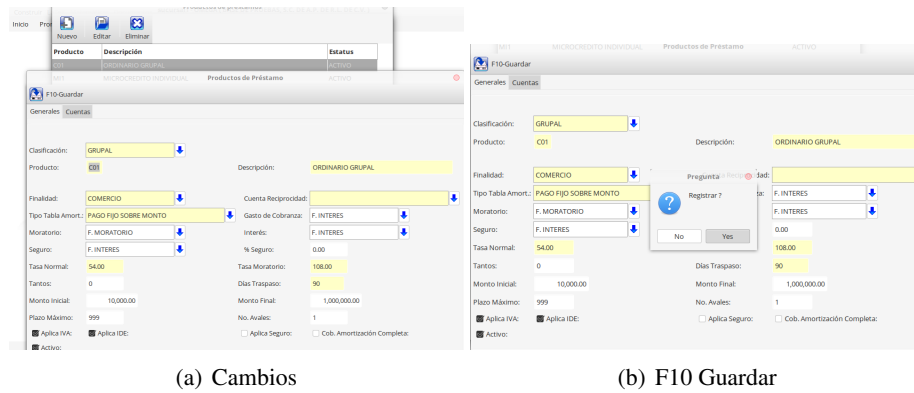 Productos de préstamo
Inicio
Nuevo Editar Eliminar
Producto Descripción Estatus
C01 ORDINARIO GRUPAL ACTIVO
M01 MICROCREDITO INDIVIDUAL Productos de Préstamo ACTIVO
F10-Guardar
Generales Cuentas
Clasificación: GRUPAL
Producto: C01 Descripción: ORDINARIO GRUPAL
Finalidad: COMERCIO Cuenta Reciprocidad:
Tipo Tabla Amort.: PAGO FIJO SOBRE MONTO Gasto de Cobranza: F. INTERES
Moratorio: F. MORATORIO Interés: F. INTERES
Seguro: F. INTERES % Seguro: 0.00
Tasa Normal: 54.00 Tasa Moratorio: 108.00
Tantos: 0 Días Traspaso: 90
Monto Inicial: 10,000.00 Monto Final: 1,000,000.00
Plazo Máximo: 999 No. Avales: 1
Aplica IVA: Aplica IDE: Aplica Seguro: Cob. Amortización Completa:
Activo:
(a) Cambios
M01 MICROCREDITO INDIVIDUAL Productos de Préstamo ACTIVO
F10-Guardar
Generales Cuentas
Clasificación: GRUPAL
Producto: C01 Descripción: ORDINARIO GRUPAL
Finalidad: COMERCIO
Tipo Tabla Amort.: PAGO FIJO SOBRE MONTO F. INTERES
Moratorio: F. MORATORIO F. INTERES
Seguro: F. INTERES 0.00
Pregunta
Registrar ?
No Yes
Tasa Normal: 54.00 108.00
Tantos: 0 Días Traspaso: 90
Monto Inicial: 10,000.00 Monto Final: 1,000,000.00
Plazo Máximo: 999 No. Avales: 1
Aplica IVA: Aplica IDE: Aplica Seguro: Cob. Amortización Completa:
Activo:
(b) F10 Guardar